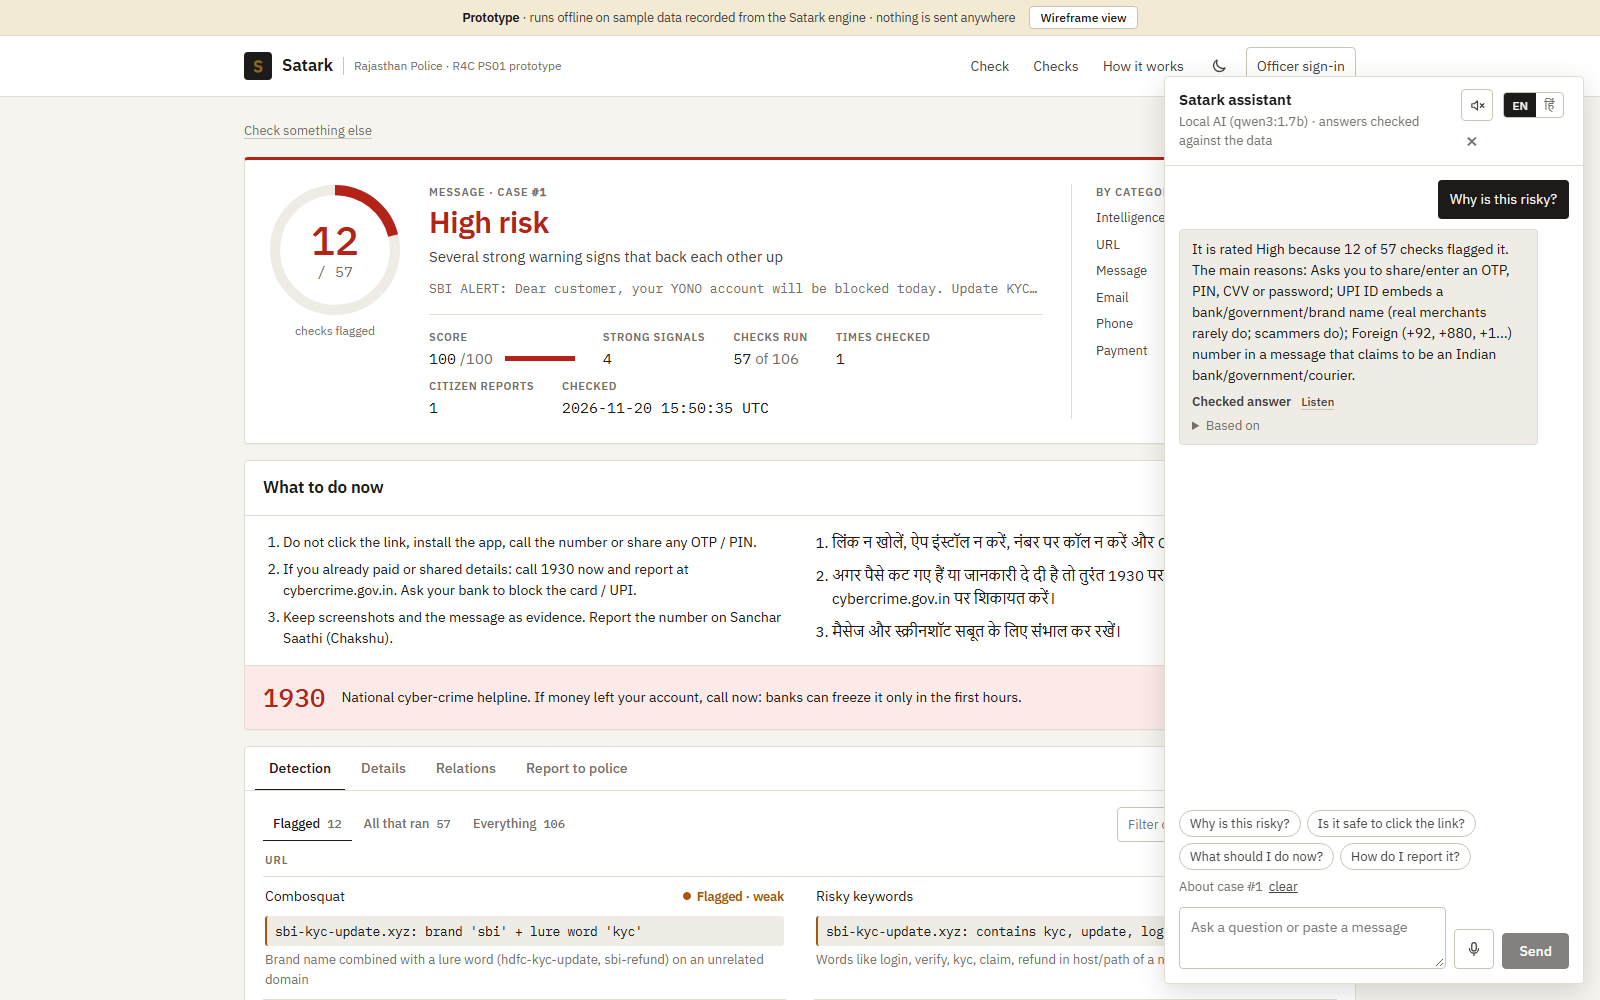 Prototype · runs offline on sample data recorded from the Satark engine · nothing is sent anywhere
Wireframe view
S
Satark
Rajasthan Police · R4C PS01 prototype
Check
Checks
How it works
Officer sign-in
Check something else
12
/ 57
checks flagged
MESSAGE · CASE #1
High risk
Several strong warning signs that back each other up
SBI ALERT: Dear customer, your YONO account will be blocked today. Update KYC…
SCORE
100 /100
STRONG SIGNALS
4
CHECKS RUN
57 of 106
TIMES CHECKED
1
CITIZEN REPORTS
1
CHECKED
2026-11-20 15:50:35 UTC
Intelligence
URL
Message
Email
Phone
Payment
What to do now
1. Do not click the link, install the app, call the number or share any OTP / PIN.
2. If you already paid or shared details: call 1930 now and report at
cybercrime.gov.in. Ask your bank to block the card / UPI.
3. Keep screenshots and the message as evidence. Report the number on Sanchar
Saathi (Chakshu).
1. लिंक न खोलें, ऐप इंस्टॉल न करें, नंबर पर कॉल न करें और
2. अगर पैसे कट गए हैं या जानकारी दे दी है तो तुरंत 1930 पर
cybercrime.gov.in पर शिकायत करें।
3. मैसेज और स्क्रीनशॉट सबूत के लिए संभाल कर रखें।
1930
National cyber-crime helpline. If money left your account, call now: banks can freeze it only in the first hours.
Detection
Details
Relations
Report to police
Flagged 12
All that ran 57
Everything 106
Filter
URL
Combosquat
Flagged · weak
sbi-kyc-update.xyz: brand 'sbi' + lure word 'kyc'
Brand name combined with a lure word (hdfc-kyc-update, sbi-refund) on an unrelated
domain
Risky keywords
sbi-kyc-update.xyz: contains kyc, update, log
Words like login, verify, kyc, claim, refund in host/path of a
Satark assistant
Local AI (qwen3:1.7b) · answers checked
against the data
EN
हिं
Why is this risky?
It is rated High because 12 of 57 checks flagged it.
The main reasons: Asks you to share/enter an OTP,
PIN, CVV or password; UPI ID embeds a
bank/government/brand name (real merchants
rarely do; scammers do); Foreign (+92, +880, +1...)
number in a message that claims to be an Indian
bank/government/courier.
Checked answer
Listen
Based on
Why is this risky?
Is it safe to click the link?
What should I do now?
How do I report it?
About case #1 clear
Ask a question or paste a message
Send